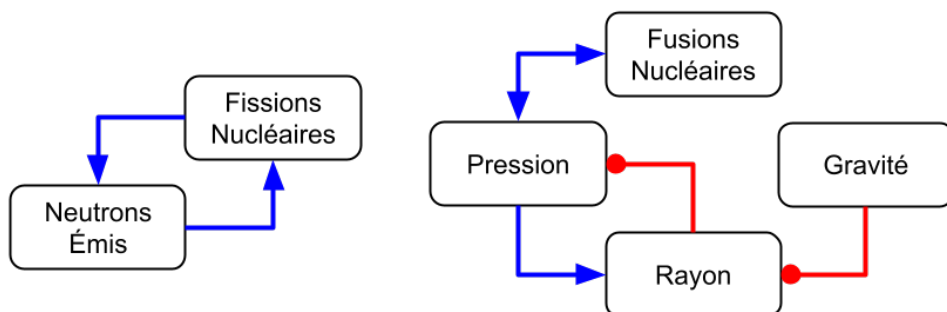 Fissions
Nucléaires
Neutrons
Émis
Fusions
Nucléaires
Pression
Gravité
Rayon